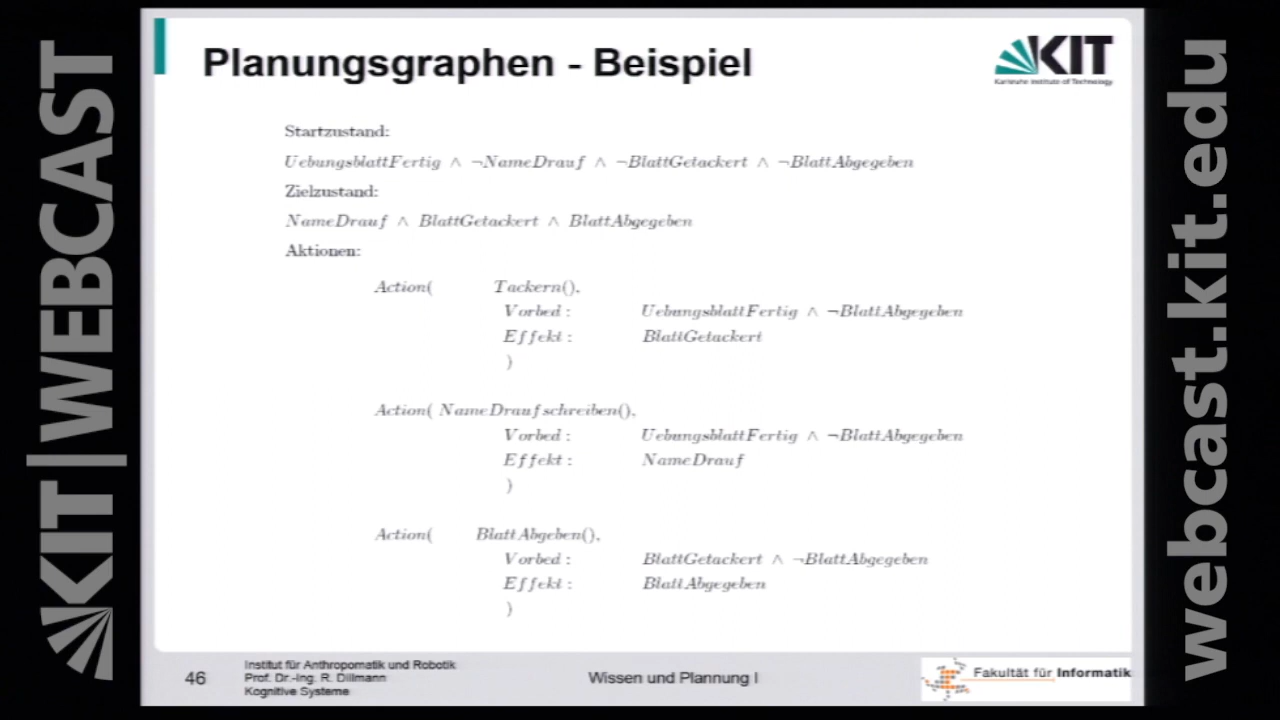 KIT | WEBCAST
Planungsgraphen - Beispiel
KIT
Karlsruhe Institute of Technology
Startzustand:
UebungsblattFertig ∧ ¬NameDrauf ∧ ¬BlattGetackert ∧ ¬BlattAbgegeben
Zielzustand:
NameDrauf ∧ BlattGetackert ∧ BlattAbgegeben
Aktionen:
Action( Tackern(),
Vorbed : UebungsblattFertig ∧ ¬BlattAbgegeben
Effekt : BlattGetackert
)
Action( NameDraufschreiben(),
Vorbed : UebungsblattFertig ∧ ¬BlattAbgegeben
Effekt : NameDrauf
)
Action( BlattAbgeben(),
Vorbed : BlattGetackert ∧ ¬BlattAbgegeben
Effekt : BlattAbgegeben
)
46
Institut für Anthropomatik und Robotik
Prof. Dr.-Ing. R. Dillmann
Kognitive Systeme
Wissen und Plannung I
Fakultät für Informatik
webcast.kit.edu